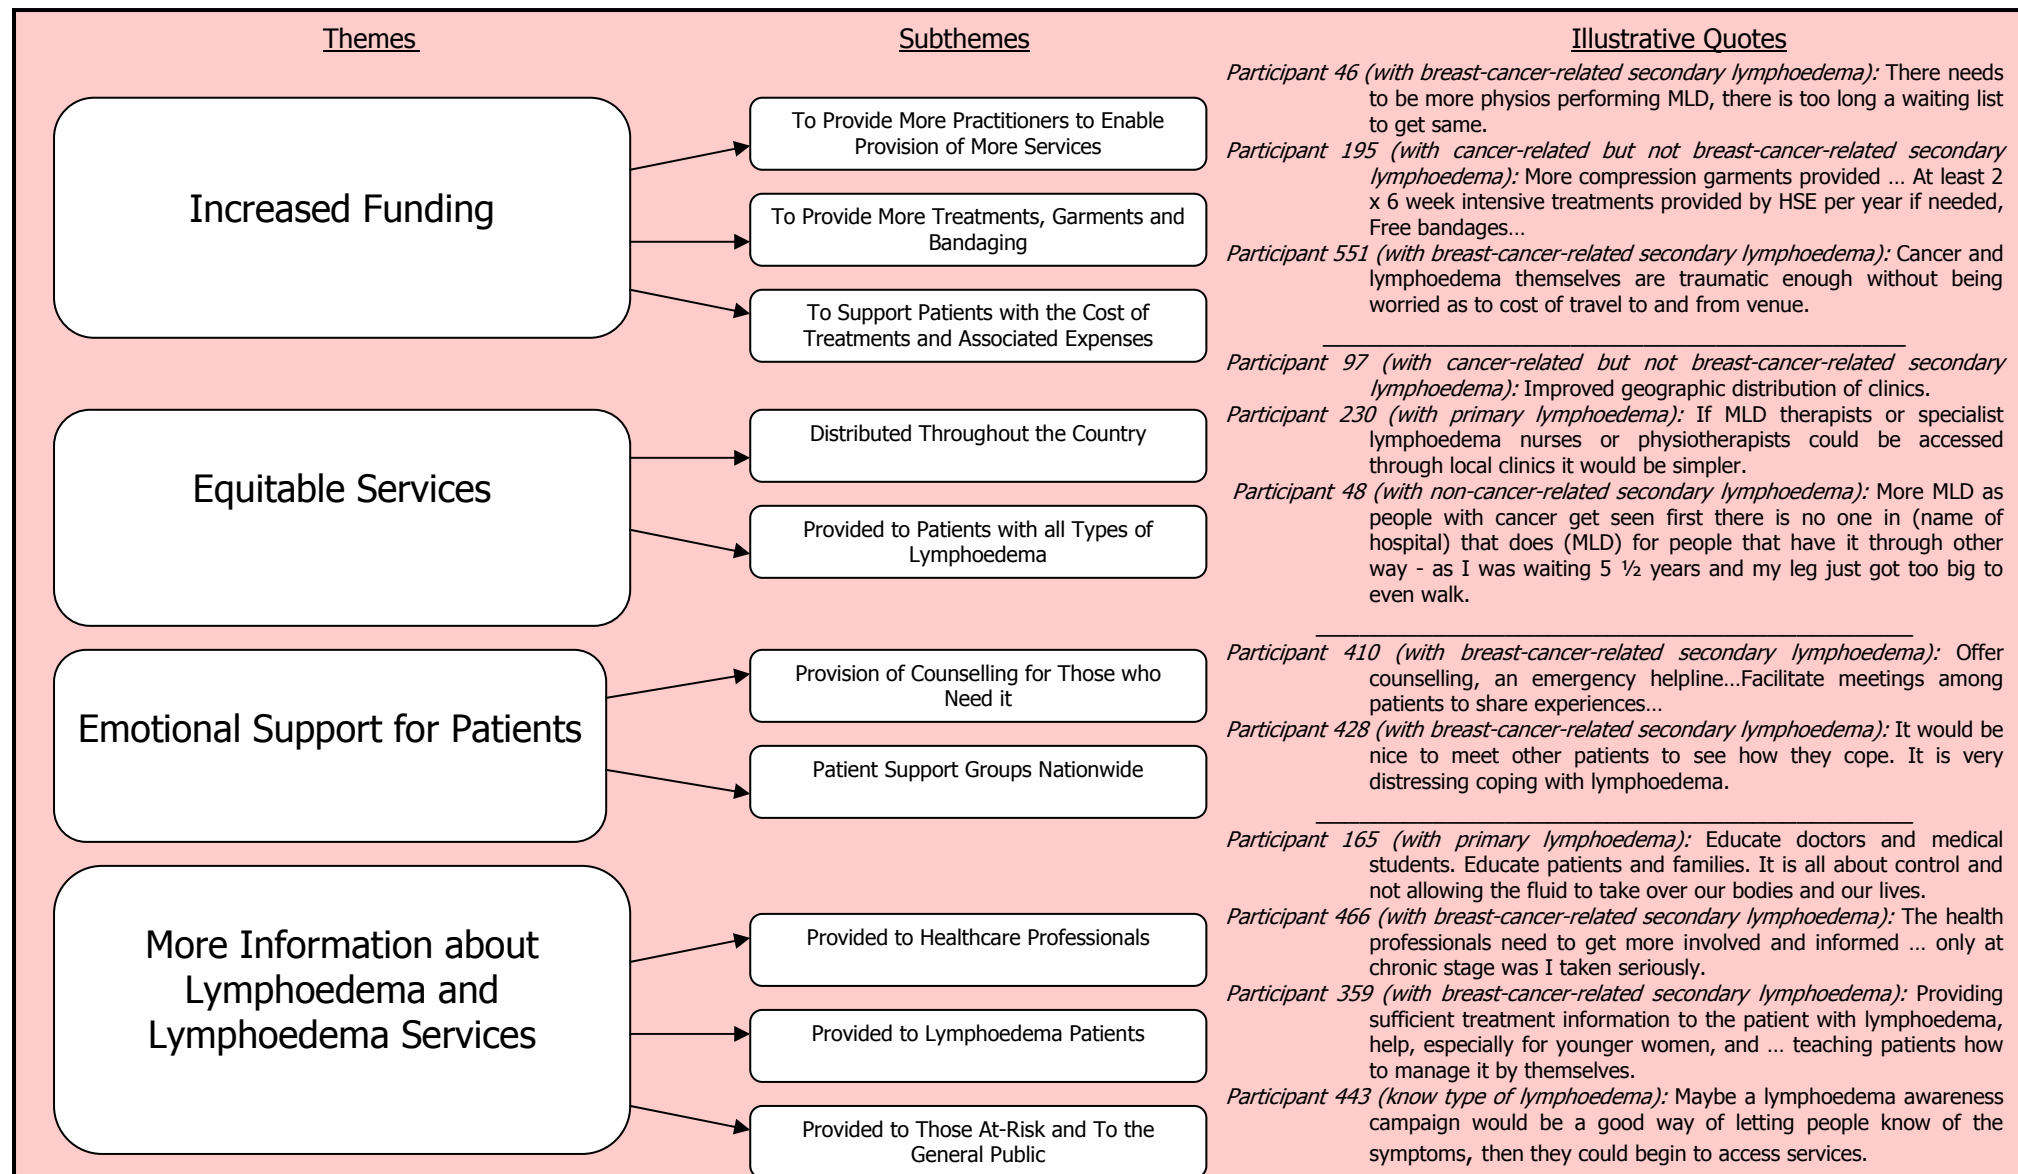 Themes
Subthemes
Illustrative Quotes
Increased Funding
To Provide More Practitioners to Enable
Provision of More Services
To Provide More Treatments, Garments and
Bandaging
To Support Patients with the Cost of
Treatments and Associated Expenses
Participant 46 (with breast-cancer-related secondary lymphoedema): There needs
to be more physios performing MLD, there is too long a waiting list
to get same.
Participant 195 (with cancer-related but not breast-cancer-related secondary
lymphoedema): More compression garments provided … At least 2
x 6 week intensive treatments provided by HSE per year if needed,
Free bandages…
Participant 551 (with breast-cancer-related secondary lymphoedema): Cancer and
lymphoedema themselves are traumatic enough without being
worried as to cost of travel to and from venue.
Equitable Services
Distributed Throughout the Country
Provided to Patients with all Types of
Lymphoedema
Participant 97 (with cancer-related but not breast-cancer-related secondary
lymphoedema): Improved geographic distribution of clinics.
Participant 230 (with primary lymphoedema): If MLD therapists or specialist
lymphoedema nurses or physiotherapists could be accessed
through local clinics it would be simpler.
Participant 48 (with non-cancer-related secondary lymphoedema): More MLD as
people with cancer get seen first there is no one in (name of
hospital) that does (MLD) for people that have it through other
way - as I was waiting 5 ½ years and my leg just got too big to
even walk.
Emotional Support for Patients
Provision of Counselling for Those who
Need it
Patient Support Groups Nationwide
Participant 410 (with breast-cancer-related secondary lymphoedema): Offer
counselling, an emergency helpline…Facilitate meetings among
patients to share experiences…
Participant 428 (with breast-cancer-related secondary lymphoedema): It would be
nice to meet other patients to see how they cope. It is very
distressing coping with lymphoedema.
More Information about
Lymphoedema and
Lymphoedema Services
Provided to Healthcare Professionals
Provided to Lymphoedema Patients
Provided to Those At-Risk and To the
General Public
Participant 165 (with primary lymphoedema): Educate doctors and medical
students. Educate patients and families. It is all about control and
not allowing the fluid to take over our bodies and our lives.
Participant 466 (with breast-cancer-related secondary lymphoedema): The health
professionals need to get more involved and informed … only at
chronic stage was I taken seriously.
Participant 359 (with breast-cancer-related secondary lymphoedema): Providing
sufficient treatment information to the patient with lymphoedema,
help, especially for younger women, and … teaching patients how
to manage it by themselves.
Participant 443 (know type of lymphoedema): Maybe a lymphoedema awareness
campaign would be a good way of letting people know of the
symptoms, then they could begin to access services.